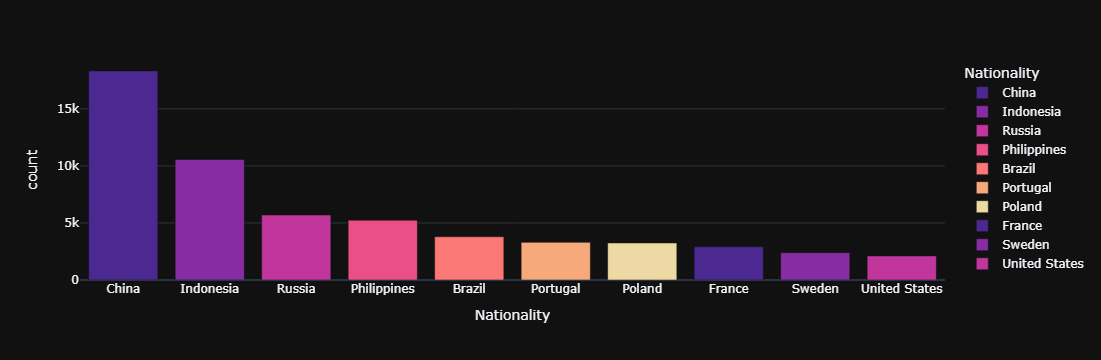 15k
10k
5k
0
count
China Indonesia Russia Philippines Brazil Portugal Poland France Sweden United States
Nationality
Nationality
China
Indonesia
Russia
Philippines
Brazil
Portugal
Poland
France
Sweden
United States